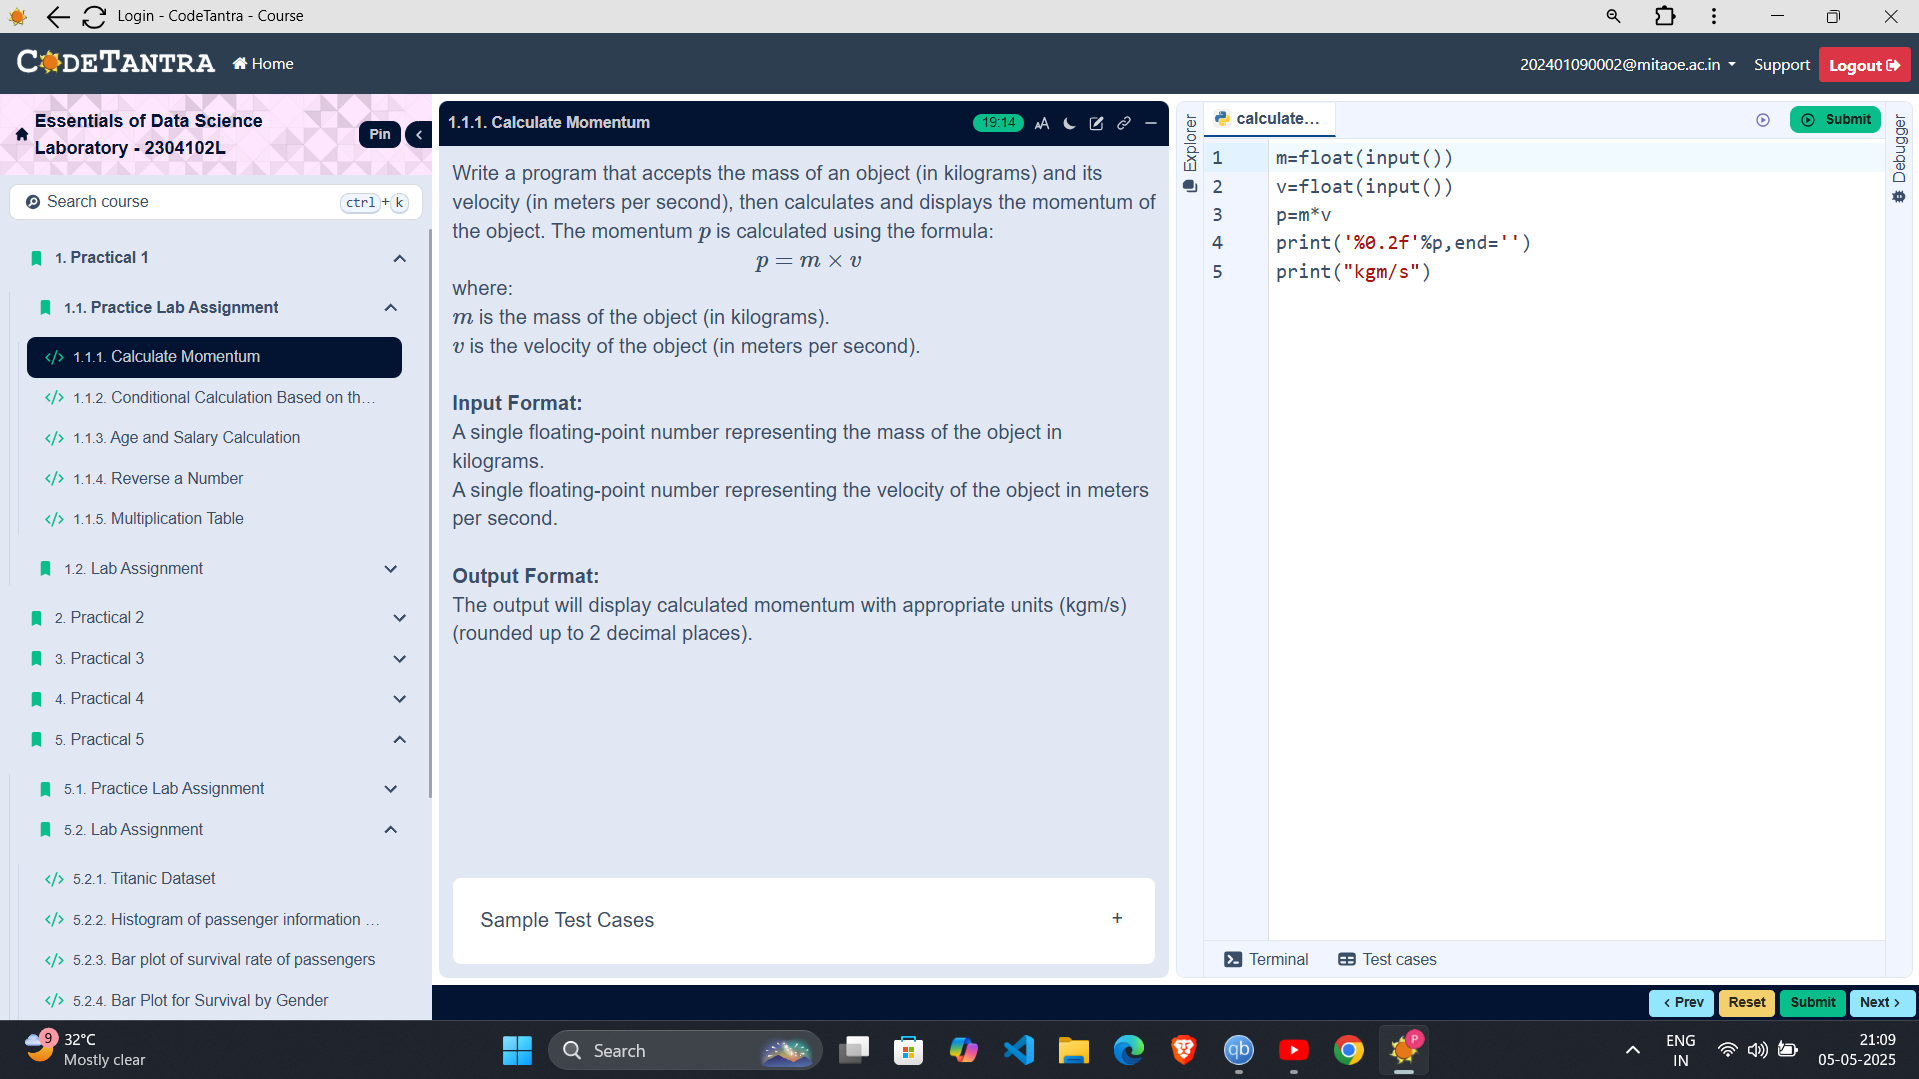 Login - CodeTantra - Course
CODETANTRA
Home
202401090002@mitaoe.ac.in
Support
Logout
Essentials of Data Science
Laboratory - 2304102L
Pin
Search course
ctrl+k
1. Practical 1
1.1. Practice Lab Assignment
1.1.1. Calculate Momentum
1.1.2. Conditional Calculation Based on th...
1.1.3. Age and Salary Calculation
1.1.4. Reverse a Number
1.1.5. Multiplication Table
1.2. Lab Assignment
2. Practical 2
3. Practical 3
4. Practical 4
5. Practical 5
5.1. Practice Lab Assignment
5.2. Lab Assignment
5.2.1. Titanic Dataset
5.2.2. Histogram of passenger information ...
5.2.3. Bar plot of survival rate of passengers
5.2.4. Bar Plot for Survival by Gender
1.1.1. Calculate Momentum
19:14
AA
Write a program that accepts the mass of an object (in kilograms) and its
velocity (in meters per second), then calculates and displays the momentum of
the object. The momentum p is calculated using the formula:
p = m × v
where:
m is the mass of the object (in kilograms).
v is the velocity of the object (in meters per second).
Input Format:
A single floating-point number representing the mass of the object in
kilograms.
A single floating-point number representing the velocity of the object in meters
per second.
Output Format:
The output will display calculated momentum with appropriate units (kgm/s)
(rounded up to 2 decimal places).
Sample Test Cases
+
Explorer
calculate...
Submit
Debugger
1 m=float(input())
2 v=float(input())
3 p=m*v
4 print('%0.2f'%p,end='')
5 print("kgm/s")
Terminal
Test cases
< Prev
Reset
Submit
Next >
9
32°C
Mostly clear
Search
qb
P
ENG
IN
21:09
05-05-2025